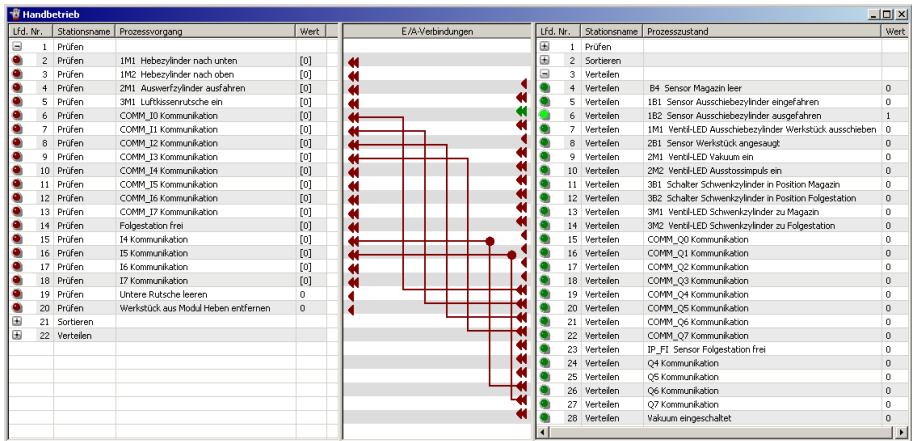 Handbetrieb
Lfd. Nr. Stationsname Prozessvorgang Wert
1 Prüfen
2 Prüfen 1M1 Hebezylinder nach unten [0]
3 Prüfen 1M2 Hebezylinder nach oben [0]
4 Prüfen 2M1 Auswerfzylinder ausfahren [0]
5 Prüfen 3M1 Luftkissenrutsche ein [0]
6 Prüfen COMM_I0 Kommunikation [0]
7 Prüfen COMM_I1 Kommunikation [0]
8 Prüfen COMM_I2 Kommunikation [0]
9 Prüfen COMM_I3 Kommunikation [0]
10 Prüfen COMM_I4 Kommunikation [0]
11 Prüfen COMM_I5 Kommunikation [0]
12 Prüfen COMM_I6 Kommunikation [0]
13 Prüfen COMM_I7 Kommunikation [0]
14 Prüfen Folgestation frei [0]
15 Prüfen I4 Kommunikation [0]
16 Prüfen I5 Kommunikation [0]
17 Prüfen I6 Kommunikation [0]
18 Prüfen I7 Kommunikation [0]
19 Prüfen Untere Rutsche leeren 0
20 Prüfen Werkstück aus Modul Heben entfernen 0
21 Sortieren
22 Verteilen
E/A-Verbindungen
Lfd. Nr. Stationsname Prozesszustand Wert
1 Prüfen
2 Sortieren
3 Verteilen
4 Verteilen B4 Sensor Magazin leer 0
5 Verteilen 1B1 Sensor Ausschiebezylinder eingefahren 0
6 Verteilen 1B2 Sensor Ausschiebezylinder ausgefahren 1
7 Verteilen 1M1 Ventil-LED Ausschiebezylinder Werkstück ausschieben 0
8 Verteilen 2B1 Sensor Werkstück angesaugt 0
9 Verteilen 2M1 Ventil-LED Vakuum ein 0
10 Verteilen 2M2 Ventil-LED Ausstossimpuls ein 0
11 Verteilen 3B1 Schalter Schwenkzylinder in Position Magazin 0
12 Verteilen 3B2 Schalter Schwenkzylinder in Position Folgestation 0
13 Verteilen 3M1 Ventil-LED Schwenkzylinder zu Magazin 0
14 Verteilen 3M2 Ventil-LED Schwenkzylinder zu Folgestation 0
15 Verteilen COMM_Q0 Kommunikation 0
16 Verteilen COMM_Q1 Kommunikation 0
17 Verteilen COMM_Q2 Kommunikation 0
18 Verteilen COMM_Q3 Kommunikation 0
19 Verteilen COMM_Q4 Kommunikation 0
20 Verteilen COMM_Q5 Kommunikation 0
21 Verteilen COMM_Q6 Kommunikation 0
22 Verteilen COMM_Q7 Kommunikation 0
23 Verteilen IP_FI Sensor Folgestation frei 0
24 Verteilen Q4 Kommunikation 0
25 Verteilen Q5 Kommunikation 0
26 Verteilen Q6 Kommunikation 0
27 Verteilen Q7 Kommunikation 0
28 Verteilen Vakuum eingeschaltet 0